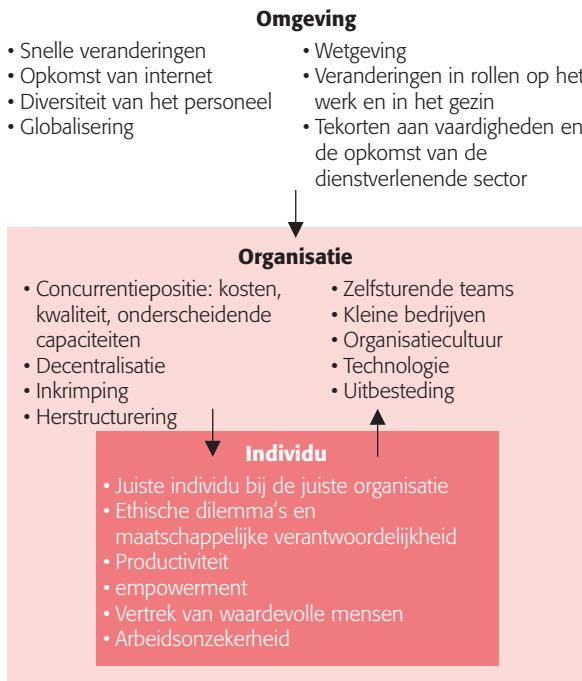 Omgeving
• Snelle veranderingen
• Opkomst van internet
• Diversiteit van het personeel
• Globalisering
• Wetgeving
• Veranderingen in rollen op het
werk en in het gezin
• Tekorten aan vaardigheden en
de opkomst van de
dienstverlenende sector
Organisatie
• Concurrentiepositie: kosten,
kwaliteit, onderscheidende
capaciteiten
• Decentralisatie
• Inkrimping
• Herstructurering
• Zelfsturende teams
• Kleine bedrijven
• Organisatiecultuur
• Technologie
• Uitbesteding
Individu
• Juiste individu bij de juiste organisatie
• Ethische dilemma's en
maatschappelijke verantwoordelijkheid
• Productiviteit
• empowerment
• Vertrek van waardevolle mensen
• Arbeidsonzekerheid